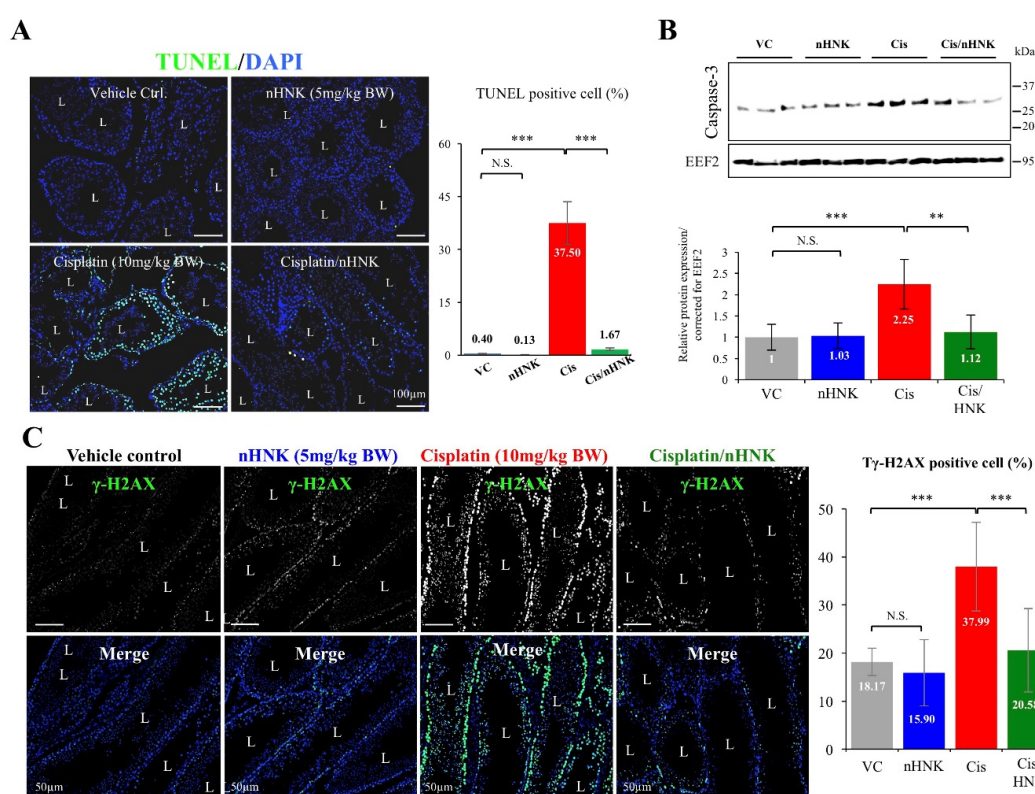 A
TUNEL/DAPI
Vehicle Ctrl.
nHNK (5mg/kg BW)
L L L L L L L L L L L L L L
Cisplatin (10mg/kg BW)
Cisplatin/nHNK
L L L L L L L L L L L L
100µm
TUNEL positive cell (%)
***
***
N.S.
60
45
30
15
0
0.40
0.13
37.50
1.67
VC
nHNK
Cis
Cis/nHNK
B
VC
nHNK
Cis
Cis/nHNK
kDa
Caspase-3
37
25
20
EEF2
95
***
**
N.S.
Relative protein expression/
corrected for EEF2
3
2.5
2
1.5
1
0.5
0
1
1.03
2.25
1.12
VC
nHNK
Cis
Cis/
HNK
C
Vehicle control
nHNK (5mg/kg BW)
Cisplatin (10mg/kg BW)
Cisplatin/nHNK
γ-H2AX
γ-H2AX
γ-H2AX
γ-H2AX
L L L L L L L L L L L L L L L L
Merge
Merge
Merge
Merge
L L L L L L L L L L L L L L L L
50µm
50µm
50µm
50µm
Tγ-H2AX positive cell (%)
***
***
N.S.
50
40
30
20
10
0
18.17
15.90
37.99
20.58
VC
nHNK
Cis
Cis
HN